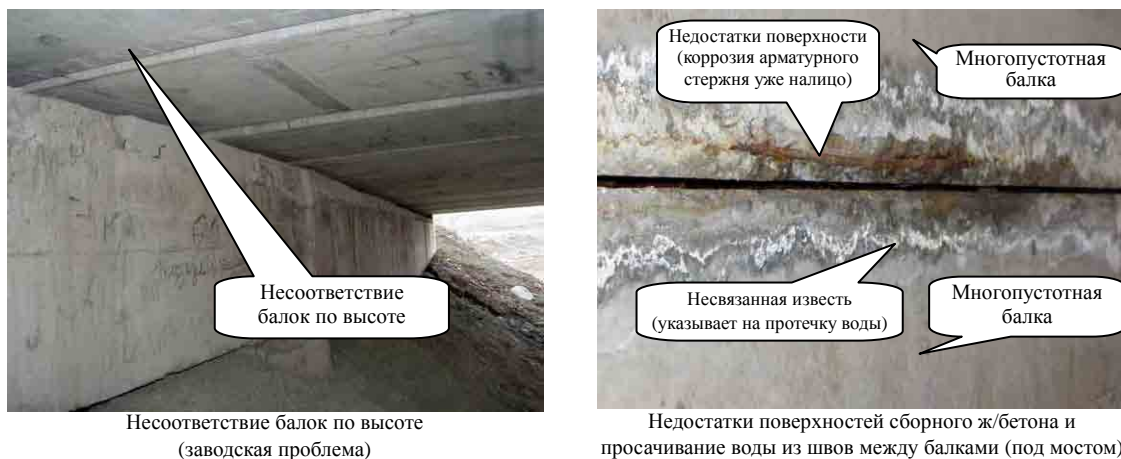 Несоответствие
балок по высоте
Несоответствие балок по высоте
(заводская проблема)
Недостатки поверхности
(коррозия арматурного
стержня уже налицо)
Многопустотная
балка
Несвязанная известь
(указывает на протечку воды)
Многопустотная
балка
Недостатки поверхностей сборного ж/бетона и
просачивание воды из швов между балками (под мостом)